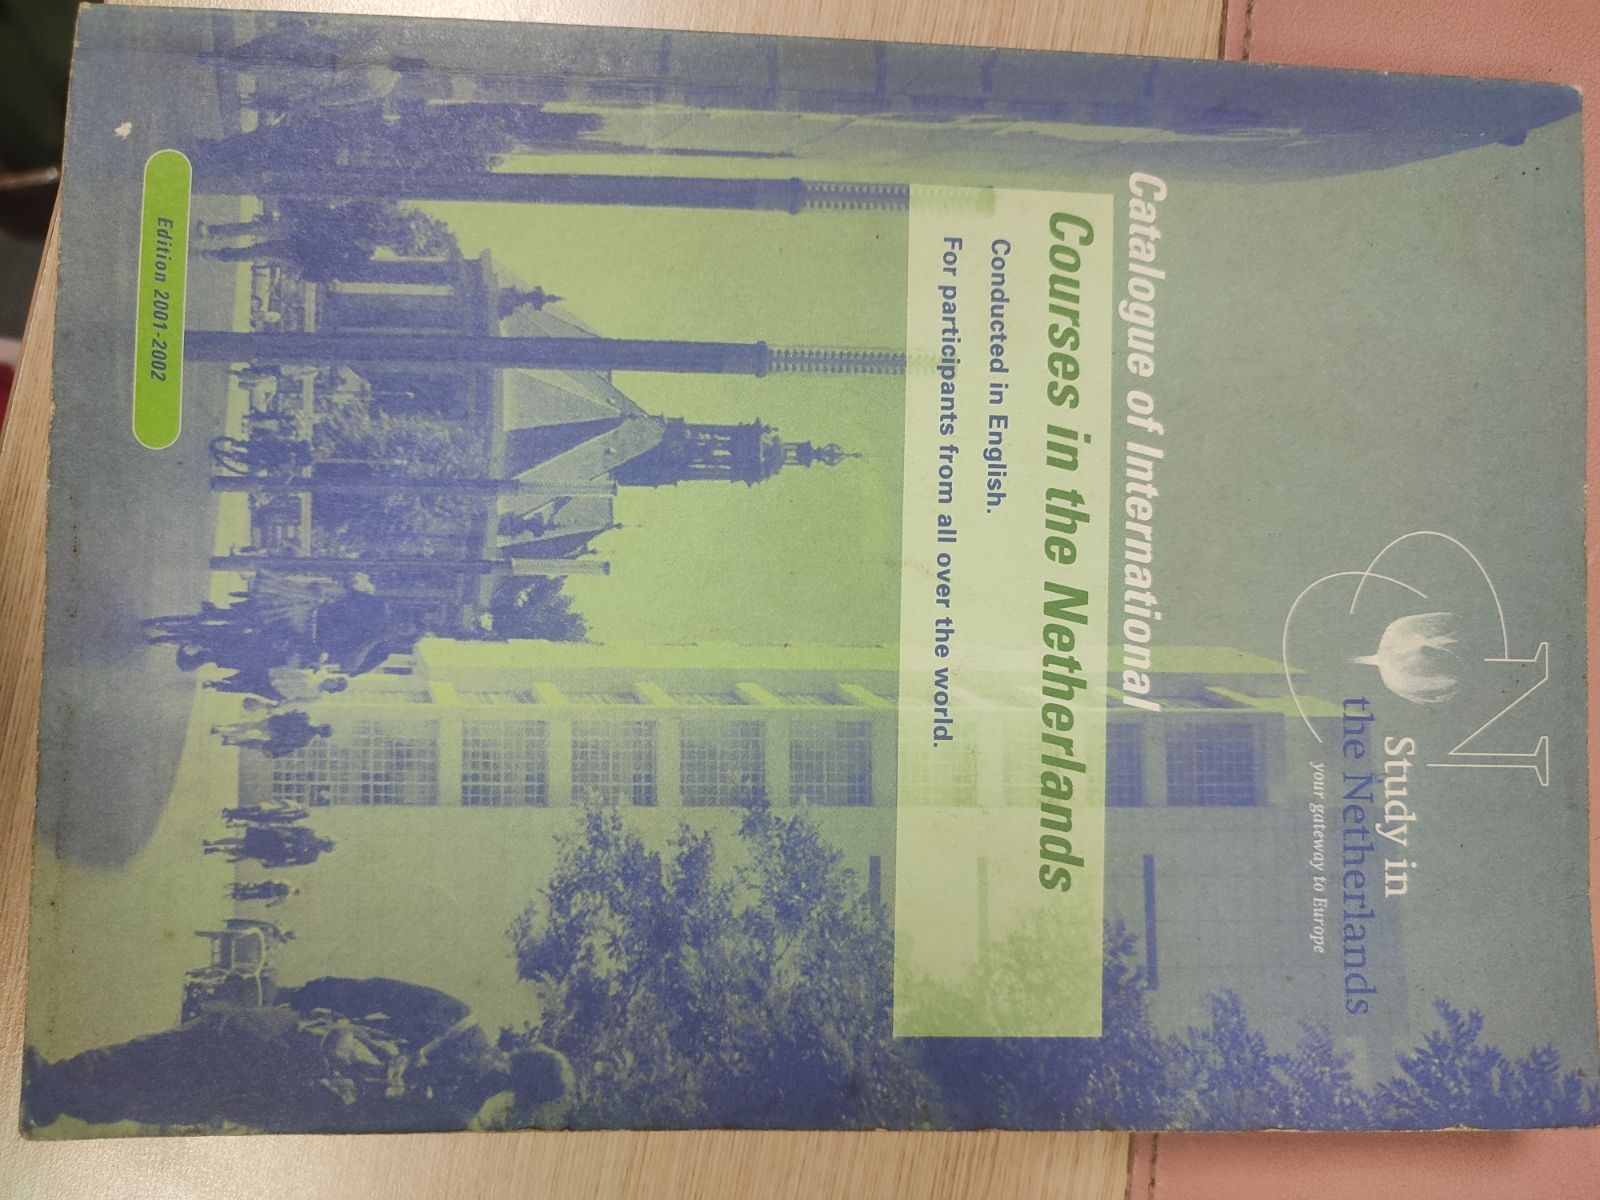 N
Study in
the Netherlands
your gateway to Europe
Catalogue of International
Courses in the Netherlands
Conducted in English.
For participants from all over the world.
Edition 2001-2002